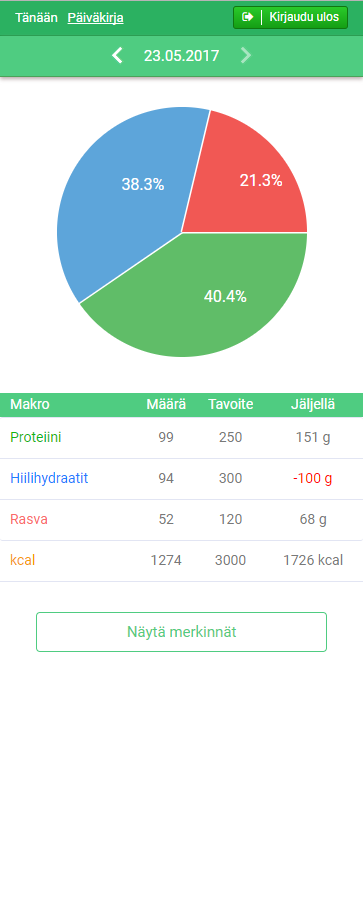 Tänään Päiväkirja Kirjaudu ulos
23.05.2017
38.3%
21.3%
40.4%
Makro Määrä Tavoite Jäljellä
Proteiini 99 250 151 g
Hiilihydraatit 94 300 -100 g
Rasva 52 120 68 g
kcal 1274 3000 1726 kcal
Näytä merkinnät